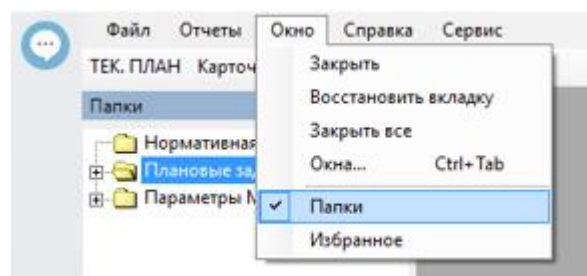 Файл Отчеты Окно Справка Сервис
ТЕК. ПЛАН Карточ
Закрыть
Папки
Восстановить вкладку
Нормативная
Закрыть все
Плановые за
Окна... Ctrl+Tab
Параметры М
Папки
Избранное